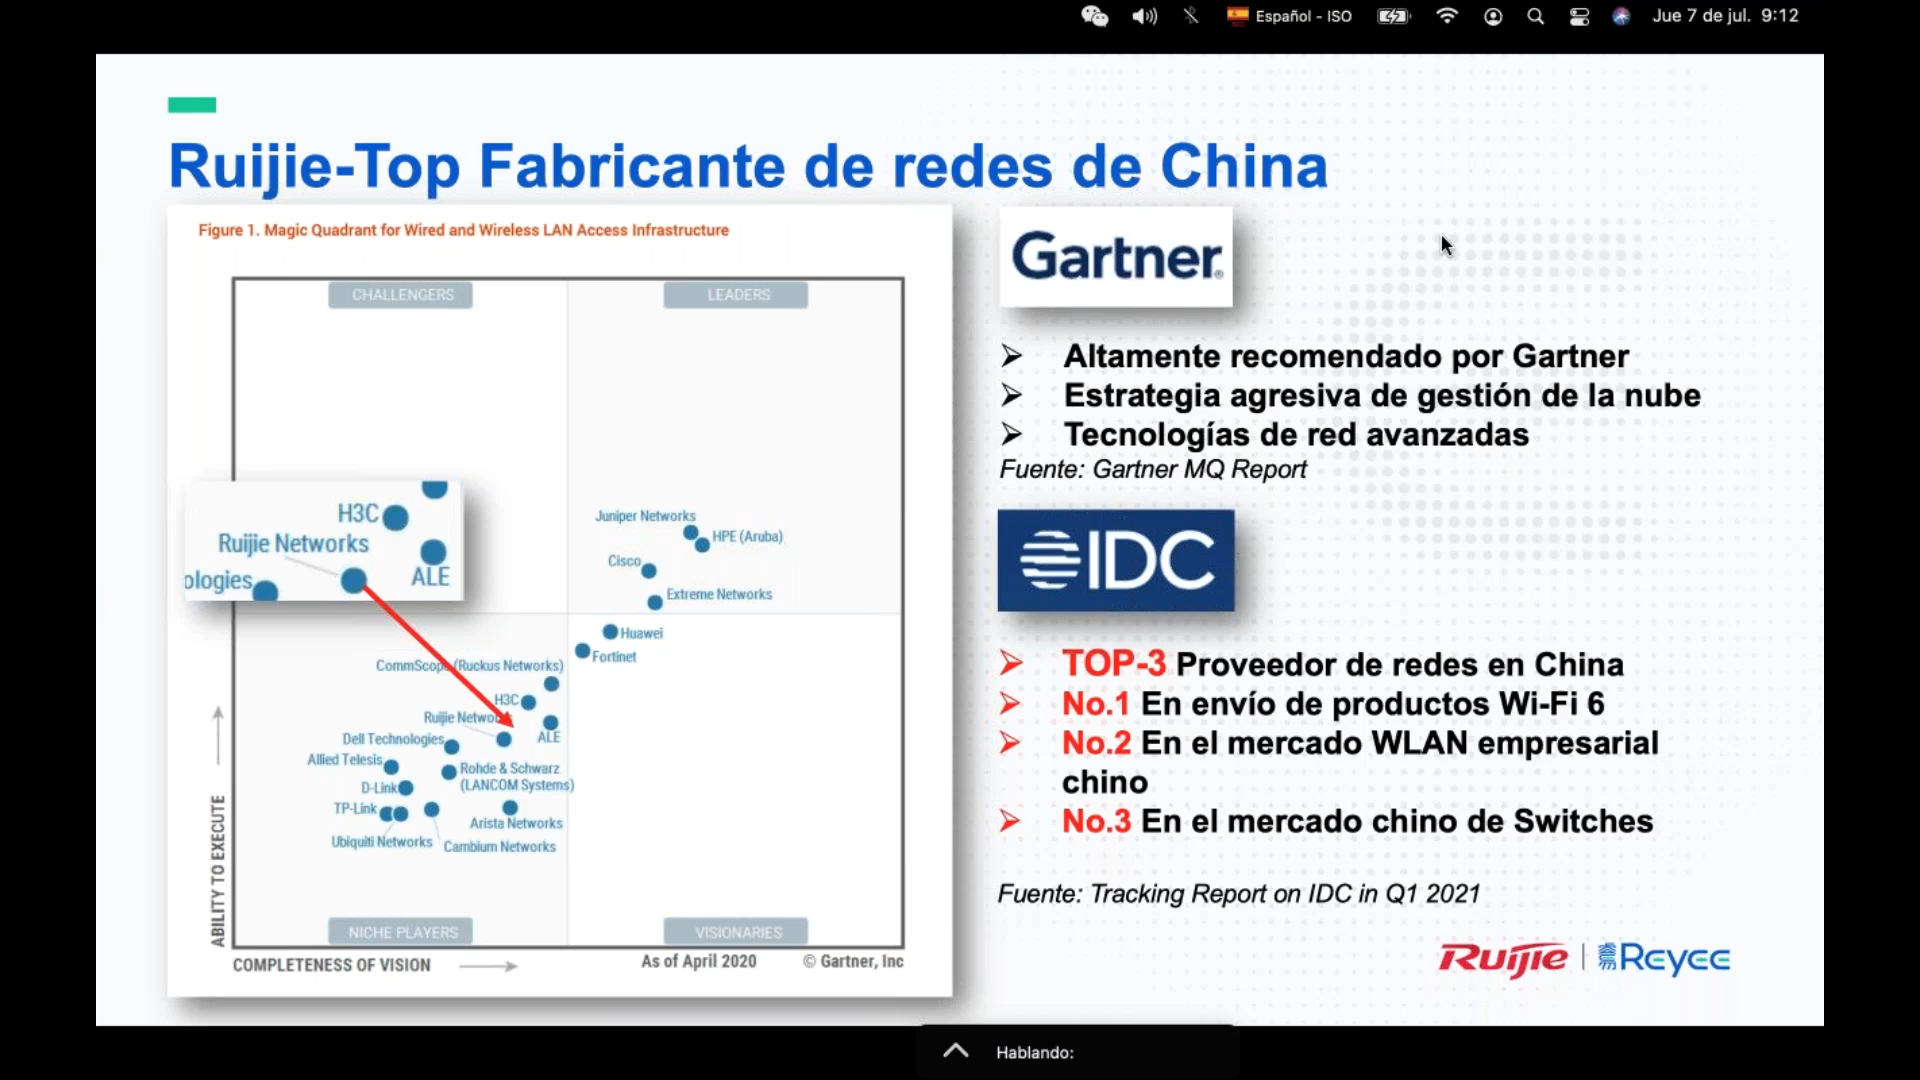 Español - ISO
Jue 7 de jul. 9:12
Ruijie-Top Fabricante de redes de China
Figure 1. Magic Quadrant for Wired and Wireless LAN Access Infrastructure
CHALLENGERS
LEADERS
H3C
Ruijie Networks
ologies
ALE
Juniper Networks
HPE (Aruba)
Cisco
Extreme Networks
Huawei
Fortinet
CommScope (Ruckus Networks)
H3C
Ruijie Networks
ALE
Dell Technologies
Allied Telesis
Rohde & Schwarz
(LANCOM Systems)
D-Link
TP-Link
Arista Networks
Ubiquiti Networks
Cambium Networks
NICHE PLAYERS
VISIONARIES
ABILITY TO EXECUTE
COMPLETENESS OF VISION
As of April 2020
© Gartner, Inc
Gartner®
➢ Altamente recomendado por Gartner
➢ Estrategia agresiva de gestión de la nube
➢ Tecnologías de red avanzadas
Fuente: Gartner MQ Report
IDC
➢ TOP-3 Proveedor de redes en China
➢ No.1 En envío de productos Wi-Fi 6
➢ No.2 En el mercado WLAN empresarial
chino
➢ No.3 En el mercado chino de Switches
Fuente: Tracking Report on IDC in Q1 2021
Ruijie | 睿易 Reyee
Hablando: